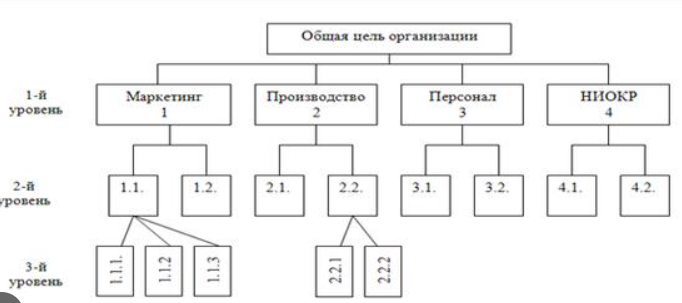 Общая цель организации
1-й
уровень
Маркетинг
1
Производство
2
Персонал
3
НИОКР
4
2-й
уровень
1.1.
1.2.
2.1.
2.2.
3.1.
3.2.
4.1.
4.2.
3-й
уровень
1.1.1.
1.1.2
1.1.3
2.2.1
2.2.2